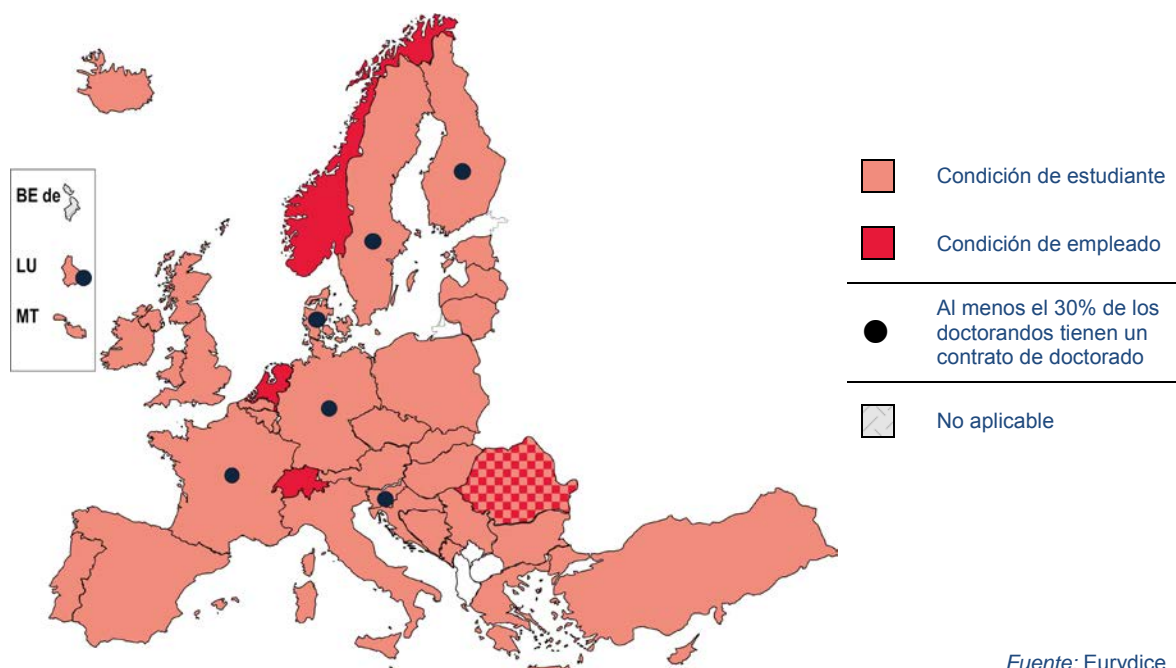 BE de
LU
MT
Condición de estudiante
Condición de empleado
Al menos el 30% de los
doctorandos tienen un
contrato de doctorado
No aplicable
Fuente: Eurydice